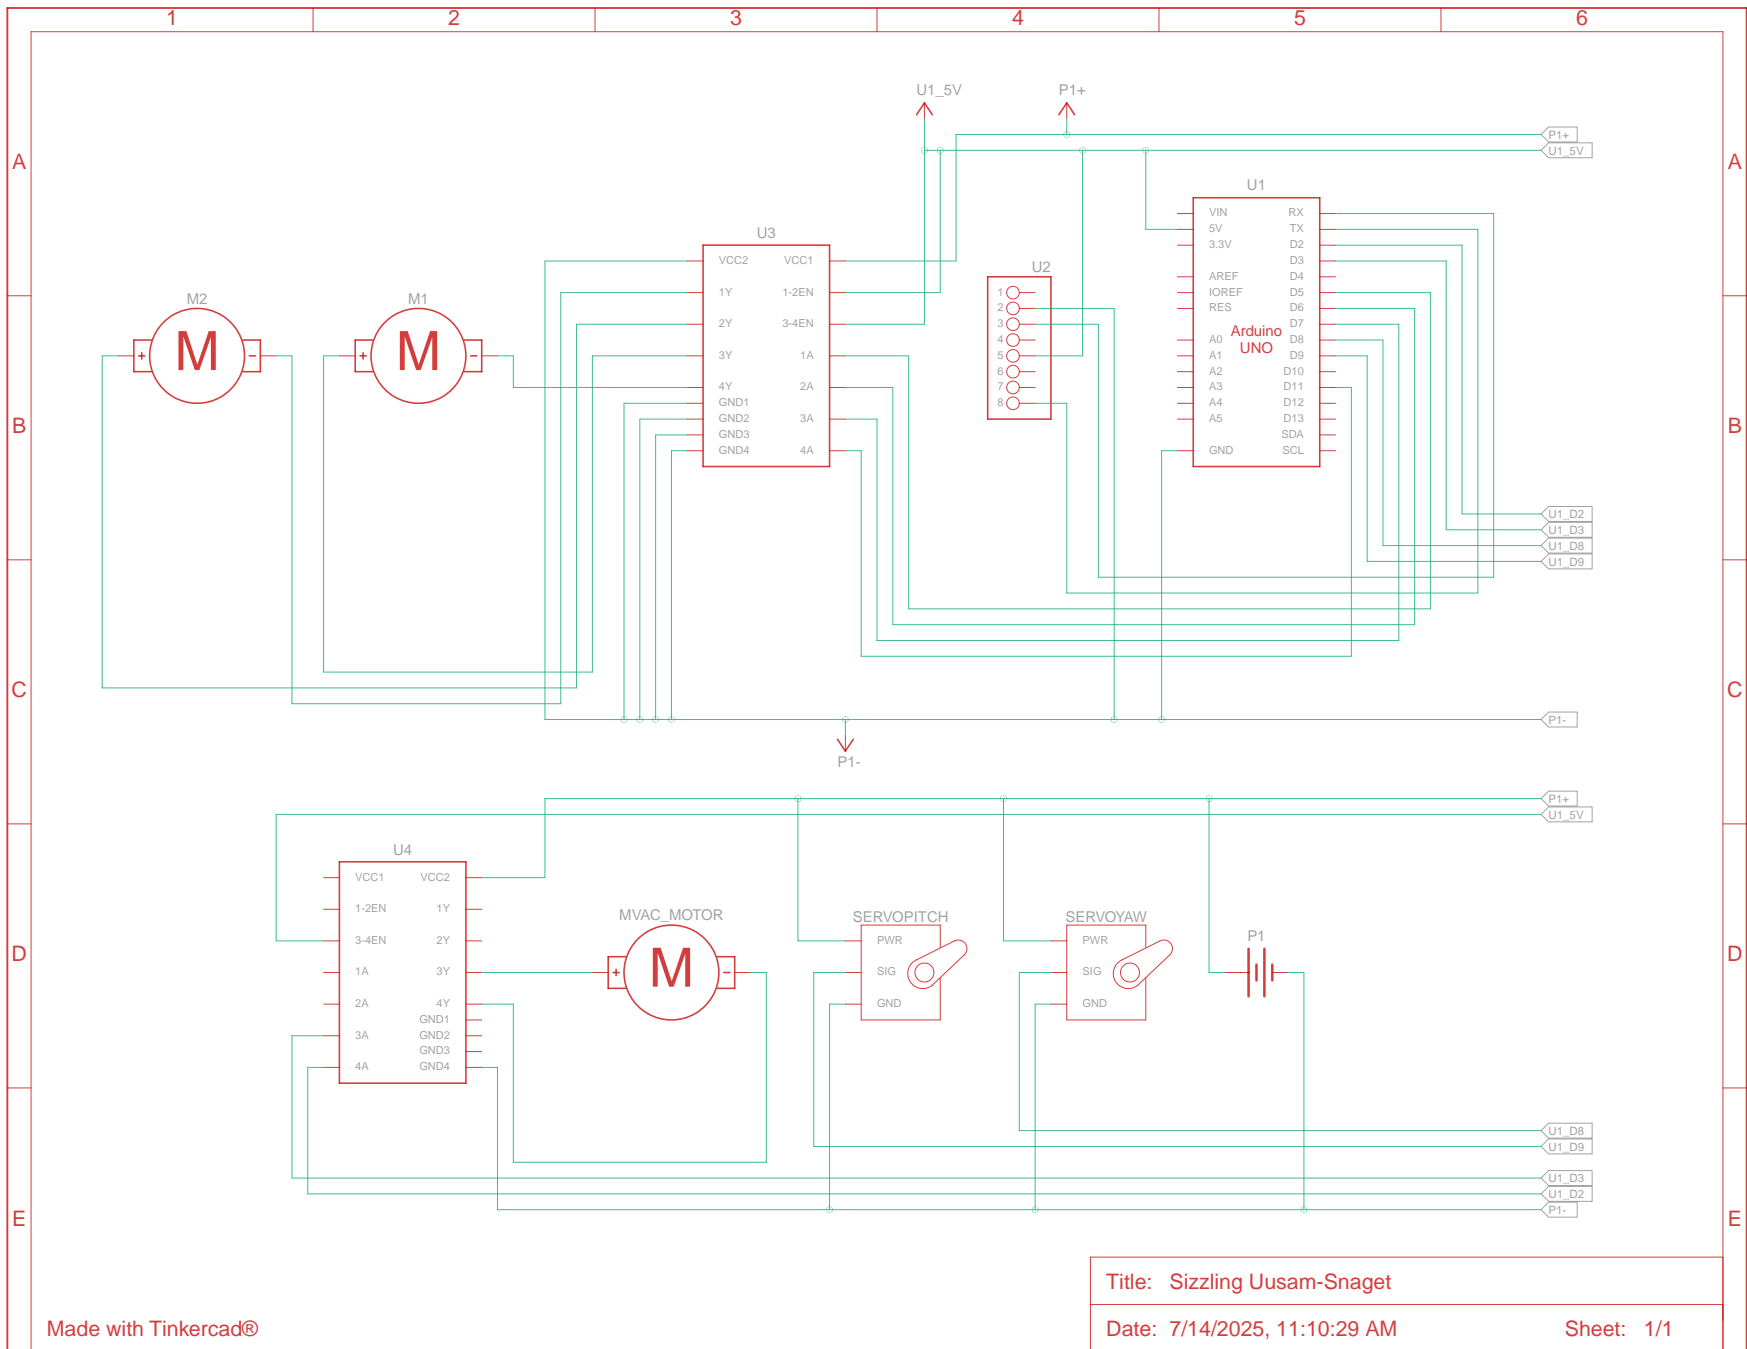 1 2 3 4 5 6
A A
B B
C C
D D
E E
U1_5V
P1+
P1+
U1_5V
U3
VCC2 VCC1
1Y 1-2EN
2Y 3-4EN
3Y 1A
4Y 2A
GND1
GND2 3A
GND3
GND4 4A
M2
+ M -
M1
+ M -
U2
1
2
3
4
5
6
7
8
U1
VIN RX
5V TX
3.3V D2
D3
AREF D4
IOREF D5
RES D6
D7
Arduino
UNO
A0 D8
A1 D9
A2 D10
A3 D11
A4 D12
A5 D13
SDA
GND SCL
U1_D2
U1_D3
U1_D8
U1_D9
P1-
P1-
P1+
U1_5V
U4
VCC1 VCC2
1-2EN 1Y
3-4EN 2Y
1A 3Y
2A 4Y
GND1
3A GND2
GND3
4A GND4
MVAC_MOTOR
+ M -
SERVOPITCH
PWR
SIG
GND
SERVOYAW
PWR
SIG
GND
P1
U1_D8
U1_D9
U1_D3
U1_D2
P1-
Title: Sizzling Uusam-Snaget
Made with Tinkercad®
Date: 7/14/2025, 11:10:29 AM Sheet: 1/1